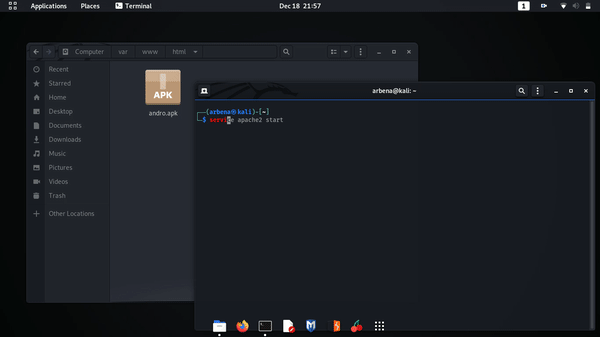 Applications Places Terminal Dec 18 21:57 1
Computer var www html
Recent
Starred
Home
Desktop
Documents
Downloads
Music
Pictures
Videos
Trash
Other Locations
APK
andro.apk
arbena@kali: ~
┌──(arbena㉿kali)-[~]
└─$ service apache2 start